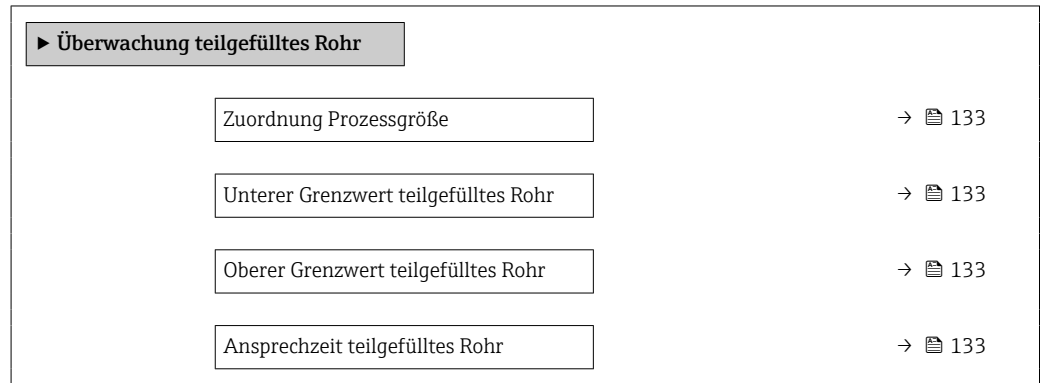 ▶ Überwachung teilgefülltes Rohr
Zuordnung Prozessgröße → 133
Unterer Grenzwert teilgefülltes Rohr → 133
Oberer Grenzwert teilgefülltes Rohr → 133
Ansprechzeit teilgefülltes Rohr → 133